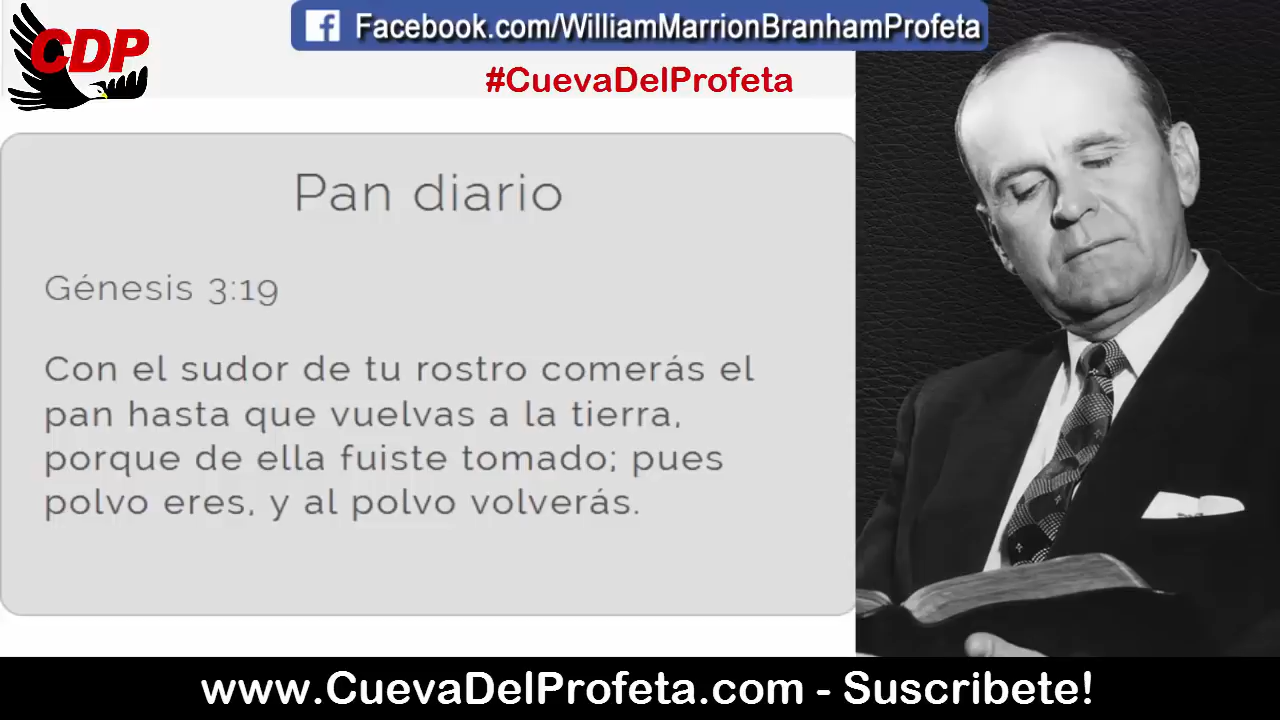 CDP
Facebook.com/WilliamMarrionBranhamProfeta
#CuevaDelProfeta
Pan diario
Génesis 3:19
Con el sudor de tu rostro comerás el
pan hasta que vuelvas a la tierra,
porque de ella fuiste tomado; pues
polvo eres, y al polvo volverás.
www.CuevaDelProfeta.com - Suscribete!